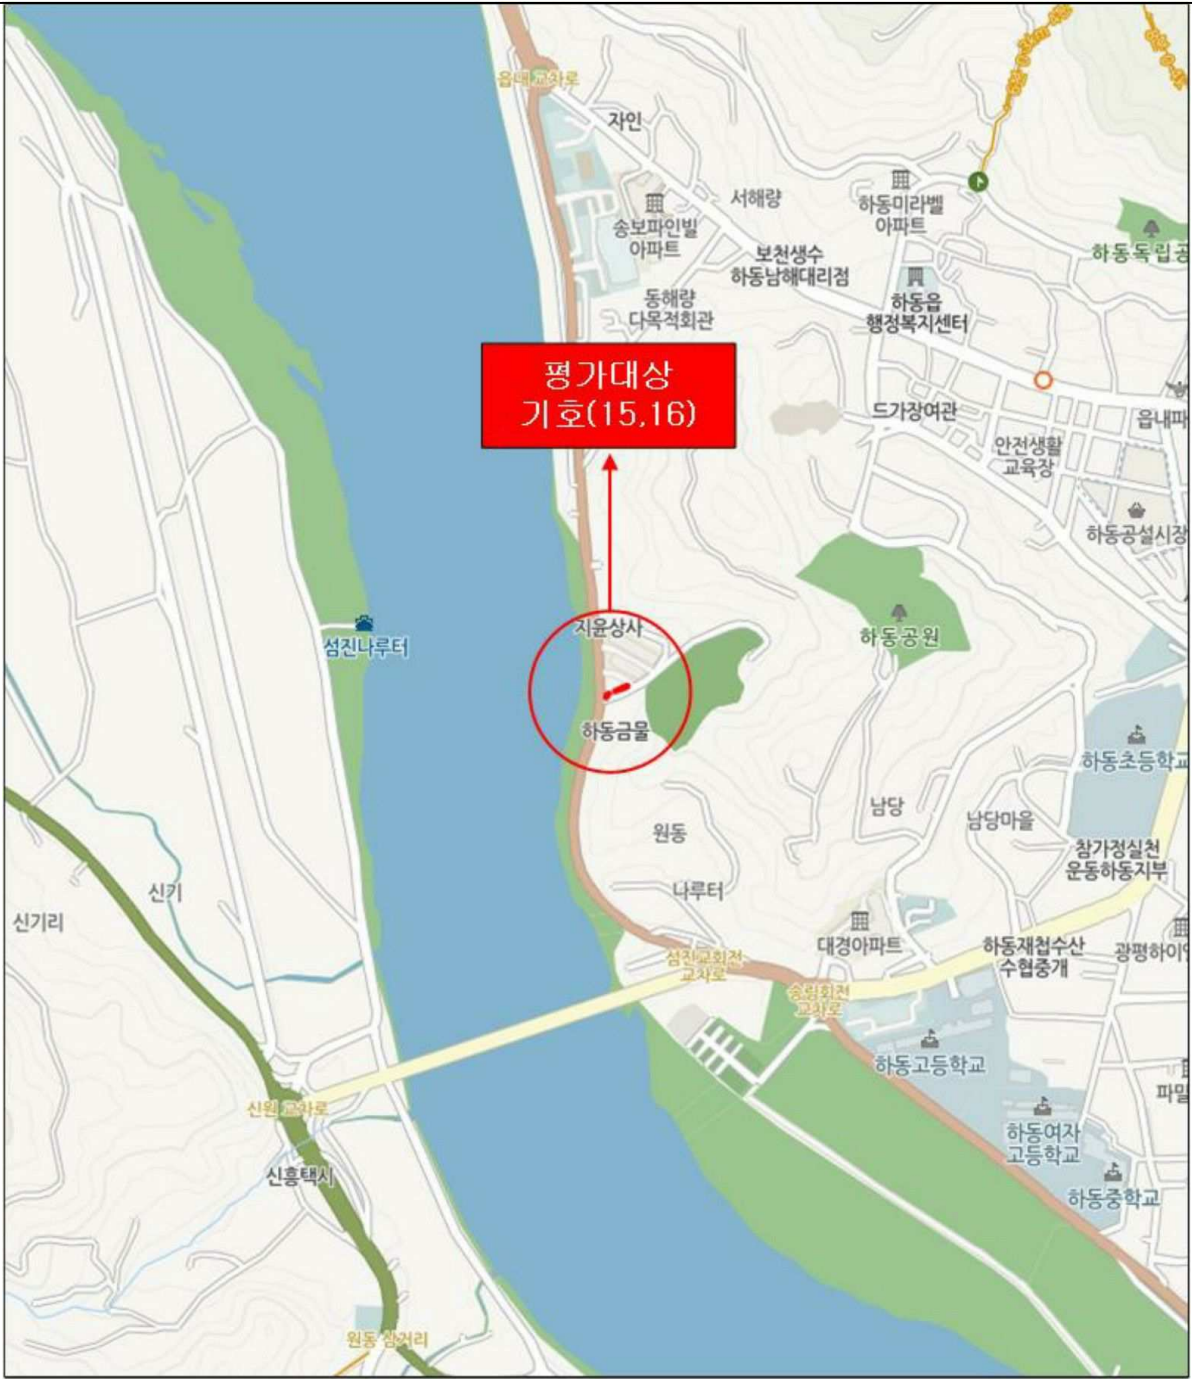 읍내 교차로
자인
서해량
송보파인빌
아파트
하동미라벨
아파트
보천생수
하동남해대리점
하동독립공
동해량
다목적회관
하동읍
행정복지센터
평가대상
기호(15,16)
드가장여관
읍내파
안전생활
교육장
하동공설시장
지윤상사
하동공원
섬진나루터
하동금물
하동초등학교
남당
남당마을
원동
참가정실천
운동하동지부
나루터
신기
신기리
대경아파트
하동재첩수산
수협중개
광평하이
섬진교회전
교차로
송림회전
교차로
하동고등학교
파밀
신원 교차로
하동여자
고등학교
신흥택시
하동중학교
원동 삼거리